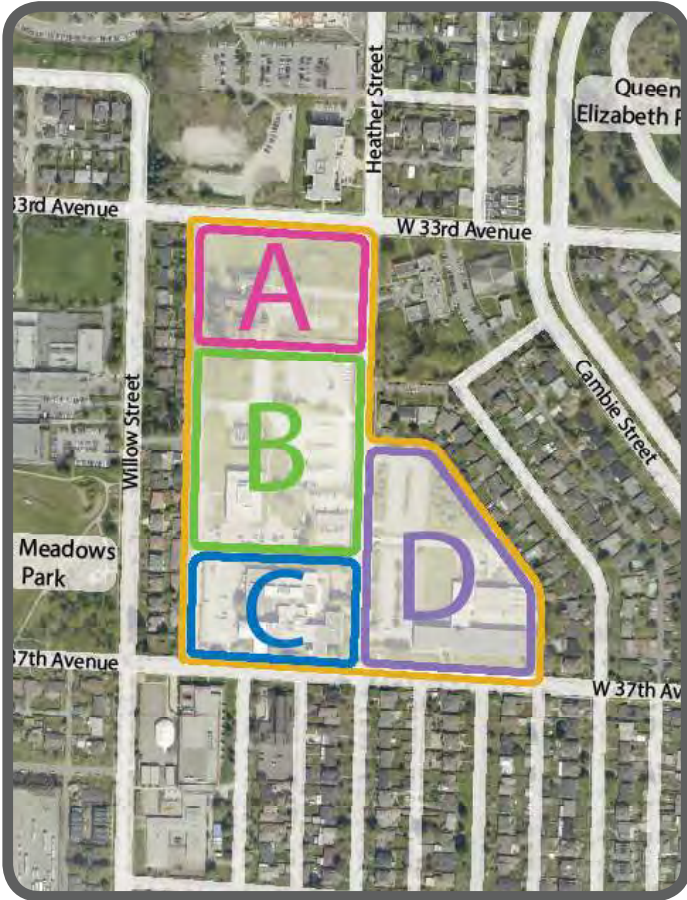 Heather Street
Queen
Elizabeth P
33rd Avenue
W 33rd Avenue
A
Cambie Street
Willow Street
B
Meadows
Park
D
C
37th Avenue
W 37th Av